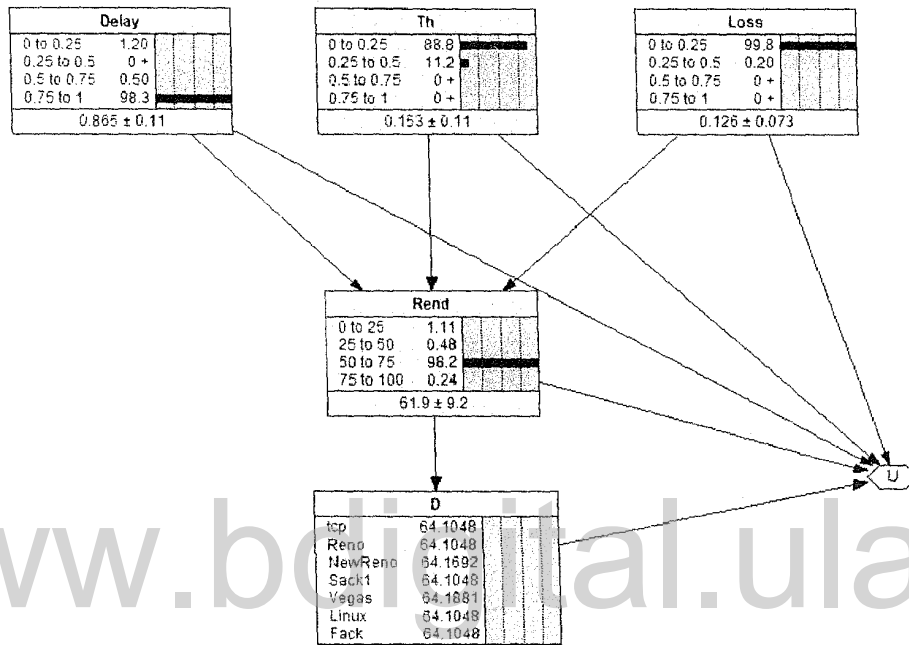 Delay
0 to 0.25 1.20
0.25 to 0.5 0 +
0.5 to 0.75 0.50
0.75 to 1 98.3
0.865 ± 0.11
Th
0 to 0.25 88.8
0.25 to 0.5 11.2
0.5 to 0.75 0 +
0.75 to 1 0 +
0.153 ± 0.11
Loss
0 to 0.25 99.8
0.25 to 0.5 0.20
0.5 to 0.75 0 +
0.75 to 1 0 +
0.126 ± 0.073
Rend
0 to 25 1.11
25 to 50 0.48
50 to 75 98.2
75 to 100 0.24
61.9 ± 9.2
U
D
tcp 64.1048
Reno 64.1048
NewReno 64.1692
Sack1 64.1048
Vegas 64.1881
Linux 64.1048
Fack 64.1048
ww.bdigital.ula